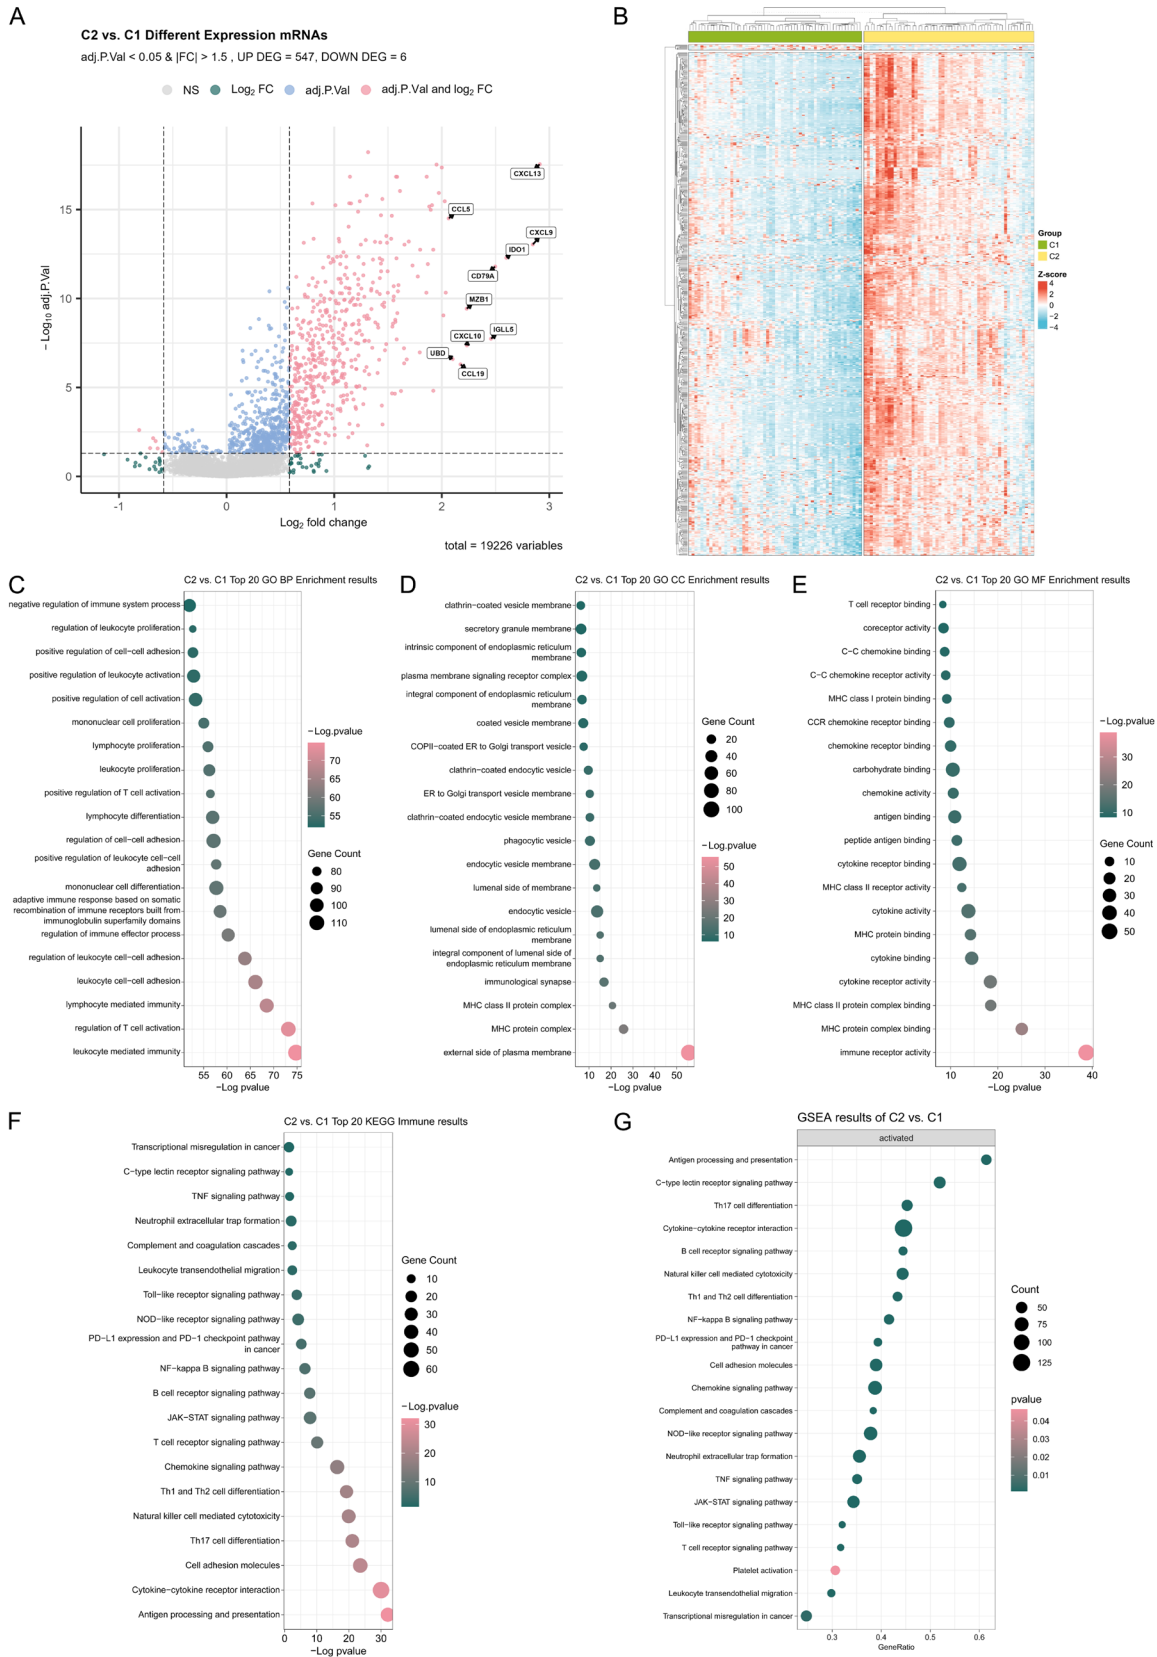 A
C2 vs. C1 Different Expression mRNAs
adj.P.Val < 0.05 & |FC| > 1.5 , UP DEG = 547, DOWN DEG = 6
NS
Log2 FC
adj.P.Val
adj.P.Val and log2 FC
− Log10 adj.P.Val
15
10
5
0
CXCL13
CCL5
CXCL9
IDO1
CD79A
MZB1
IGLL5
CXCL10
UBD
CCL19
-1
0
1
2
3
Log2 fold change
total = 19226 variables
B
Group
C1
C2
Z−score
4
2
0
−2
−4
C
C2 vs. C1 Top 20 GO BP Enrichment results
negative regulation of immune system process
regulation of leukocyte proliferation
positive regulation of cell−cell adhesion
positive regulation of leukocyte activation
positive regulation of cell activation
mononuclear cell proliferation
lymphocyte proliferation
leukocyte proliferation
positive regulation of T cell activation
lymphocyte differentiation
regulation of cell−cell adhesion
positive regulation of leukocyte cell−cell
adhesion
mononuclear cell differentiation
adaptive immune response based on somatic
recombination of immune receptors built from
immunoglobulin superfamily domains
regulation of immune effector process
regulation of leukocyte cell−cell adhesion
leukocyte cell−cell adhesion
lymphocyte mediated immunity
regulation of T cell activation
leukocyte mediated immunity
55
60
65
70
75
−Log pvalue
−Log.pvalue
70
65
60
55
Gene Count
80
90
100
110
D
C2 vs. C1 Top 20 GO CC Enrichment results
clathrin−coated vesicle membrane
secretory granule membrane
intrinsic component of endoplasmic reticulum
membrane
plasma membrane signaling receptor complex
integral component of endoplasmic reticulum
membrane
coated vesicle membrane
COPII−coated ER to Golgi transport vesicle
clathrin−coated endocytic vesicle
ER to Golgi transport vesicle membrane
clathrin−coated endocytic vesicle membrane
phagocytic vesicle
endocytic vesicle membrane
lumenal side of membrane
endocytic vesicle
lumenal side of endoplasmic reticulum
membrane
integral component of lumenal side of
endoplasmic reticulum membrane
immunological synapse
MHC class II protein complex
MHC protein complex
external side of plasma membrane
10
20
30
40
50
−Log pvalue
Gene Count
20
40
60
80
100
−Log.pvalue
50
40
30
20
10
E
C2 vs. C1 Top 20 GO MF Enrichment results
T cell receptor binding
coreceptor activity
C−C chemokine binding
C−C chemokine receptor activity
MHC class I protein binding
CCR chemokine receptor binding
chemokine receptor binding
carbohydrate binding
chemokine activity
antigen binding
peptide antigen binding
cytokine receptor binding
MHC class II receptor activity
cytokine activity
MHC protein binding
cytokine binding
cytokine receptor activity
MHC class II protein complex binding
MHC protein complex binding
immune receptor activity
10
20
30
40
−Log pvalue
−Log.pvalue
30
20
10
Gene Count
10
20
30
40
50
F
C2 vs. C1 Top 20 KEGG Immune results
Transcriptional misregulation in cancer
C−type lectin receptor signaling pathway
TNF signaling pathway
Neutrophil extracellular trap formation
Complement and coagulation cascades
Leukocyte transendothelial migration
Toll−like receptor signaling pathway
NOD−like receptor signaling pathway
PD−L1 expression and PD−1 checkpoint pathway
in cancer
NF−kappa B signaling pathway
B cell receptor signaling pathway
JAK−STAT signaling pathway
T cell receptor signaling pathway
Chemokine signaling pathway
Th1 and Th2 cell differentiation
Natural killer cell mediated cytotoxicity
Th17 cell differentiation
Cell adhesion molecules
Cytokine−cytokine receptor interaction
Antigen processing and presentation
0
10
20
30
−Log pvalue
Gene Count
10
20
30
40
50
60
−Log.pvalue
30
20
10
G
GSEA results of C2 vs. C1
activated
Antigen processing and presentation
C−type lectin receptor signaling pathway
Th17 cell differentiation
Cytokine−cytokine receptor interaction
B cell receptor signaling pathway
Natural killer cell mediated cytotoxicity
Th1 and Th2 cell differentiation
NF−kappa B signaling pathway
PD−L1 expression and PD−1 checkpoint
pathway in cancer
Cell adhesion molecules
Chemokine signaling pathway
Complement and coagulation cascades
NOD−like receptor signaling pathway
Neutrophil extracellular trap formation
TNF signaling pathway
JAK−STAT signaling pathway
Toll−like receptor signaling pathway
T cell receptor signaling pathway
Platelet activation
Leukocyte transendothelial migration
Transcriptional misregulation in cancer
0.3
0.4
0.5
0.6
GeneRatio
Count
50
75
100
125
pvalue
0.04
0.03
0.02
0.01